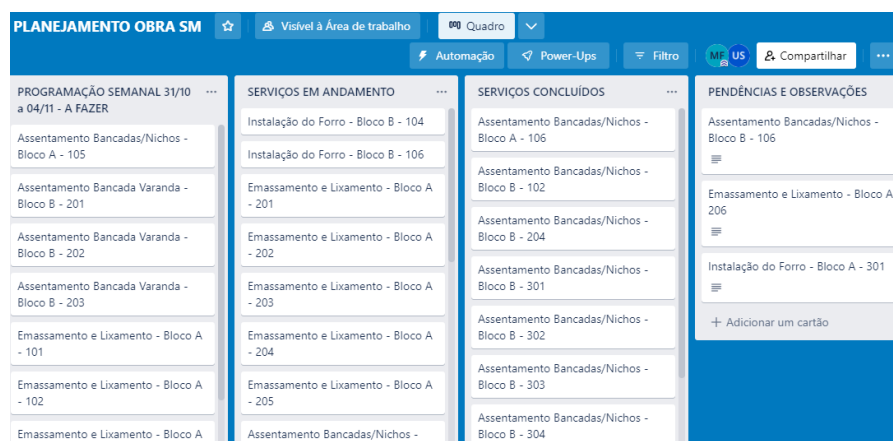 PLANEJAMENTO OBRA SM
Visível à Área de trabalho
Quadro
Automação
Power-Ups
Filtro
MF
US
Compartilhar
PROGRAMAÇÃO SEMANAL 31/10
a 04/11 - A FAZER
Assentamento Bancadas/Nichos -
Bloco A - 105
Assentamento Bancada Varanda -
Bloco B - 201
Assentamento Bancada Varanda -
Bloco B - 202
Assentamento Bancada Varanda -
Bloco B - 203
Emassamento e Lixamento - Bloco A
- 101
Emassamento e Lixamento - Bloco A
- 102
Emassamento e Lixamento - Bloco A
SERVIÇOS EM ANDAMENTO
Instalação do Forro - Bloco B - 104
Instalação do Forro - Bloco B - 106
Emassamento e Lixamento - Bloco A
- 201
Emassamento e Lixamento - Bloco A
- 202
Emassamento e Lixamento - Bloco A
- 203
Emassamento e Lixamento - Bloco A
- 204
Emassamento e Lixamento - Bloco A
- 205
Assentamento Bancadas/Nichos -
SERVIÇOS CONCLUÍDOS
Assentamento Bancadas/Nichos -
Bloco A - 106
Assentamento Bancadas/Nichos -
Bloco B - 102
Assentamento Bancadas/Nichos -
Bloco B - 204
Assentamento Bancadas/Nichos -
Bloco B - 301
Assentamento Bancadas/Nichos -
Bloco B - 302
Assentamento Bancadas/Nichos -
Bloco B - 303
Assentamento Bancadas/Nichos -
Bloco B - 304
PENDÊNCIAS E OBSERVAÇÕES
Assentamento Bancadas/Nichos -
Bloco B - 106
Emassamento e Lixamento - Bloco A
206
Instalação do Forro - Bloco A - 301
+ Adicionar um cartão